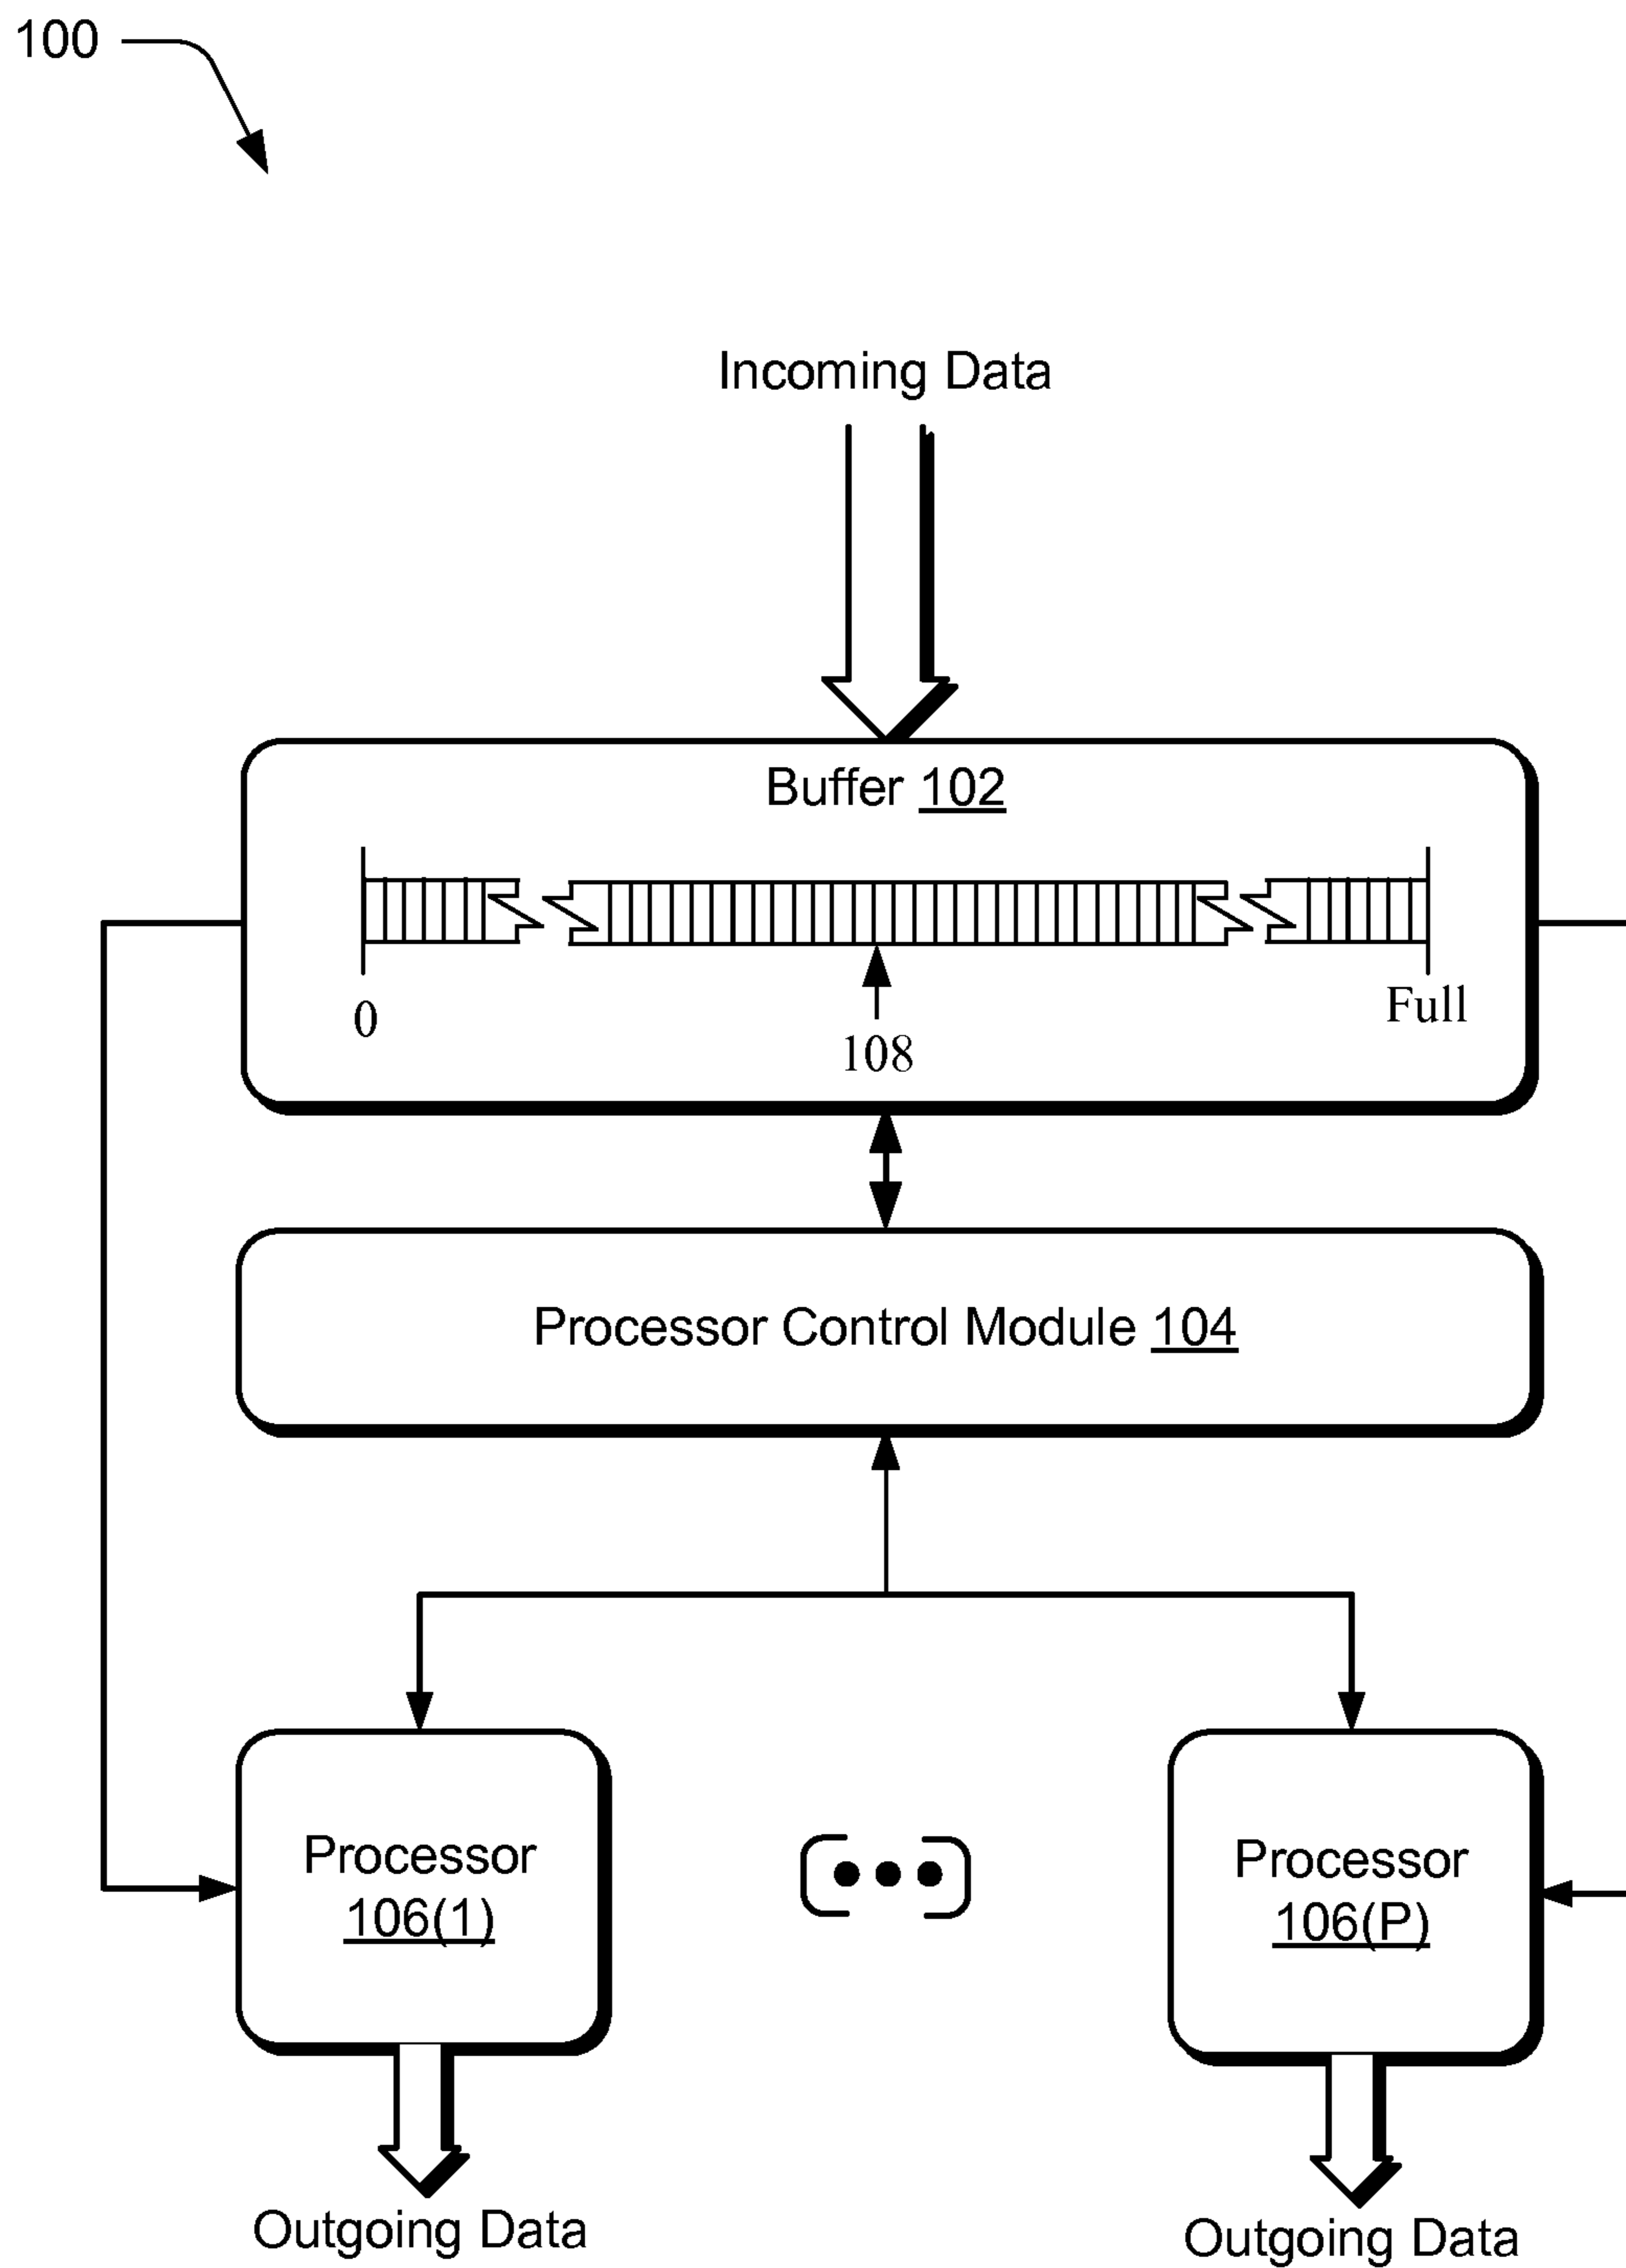 100
Incoming Data
Buffer 102
0
Full
108
Processor Control Module 104
Processor
106(1)
Processor
106(P)
Outgoing Data
Outgoing Data